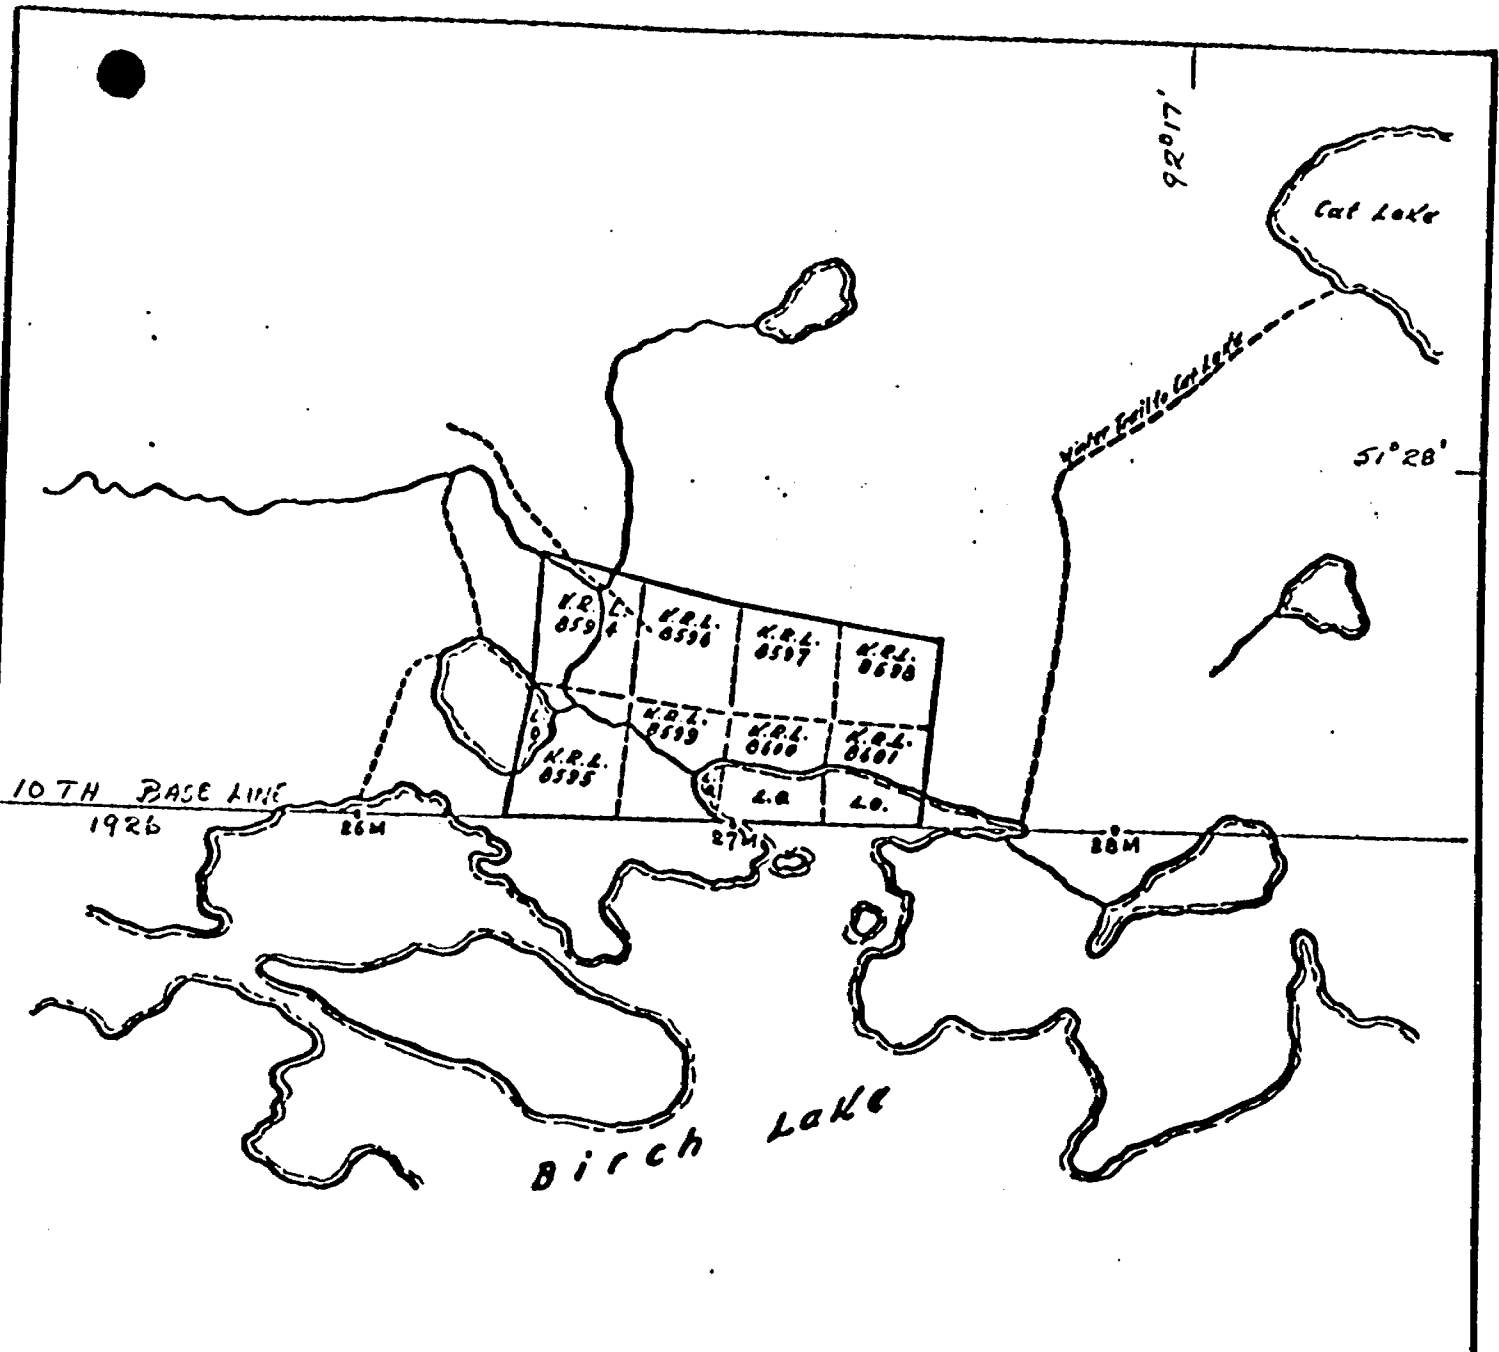 92°17'
Cat Lake
Winter Trail to Cat Lake
51°28'
K.R.L.
8594
K.R.L.
8596
K.R.L.
8597
K.R.L.
8698
K.R.L.
8599
K.R.L.
8600
K.R.L.
8601
L.O.
K.R.L.
8595
L.O.
L.O.
L.O.
10TH BASE LINE
1926
26M
27M
28M
Birch Lake